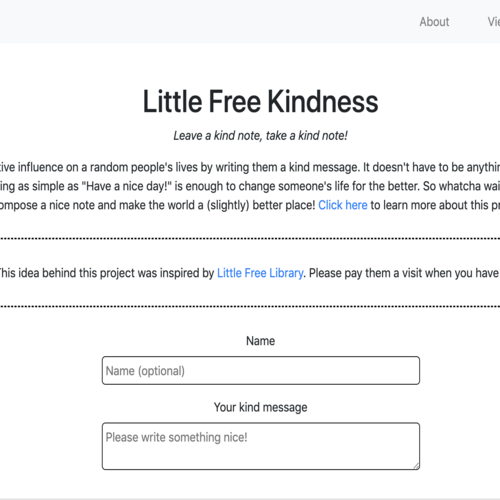 About Vi
Little Free Kindness
Leave a kind note, take a kind note!
tive influence on a random people's lives by writing them a kind message. It doesn't have to be anythin
ing as simple as "Have a nice day!" is enough to change someone's life for the better. So whatcha wai
ompose a nice note and make the world a (slightly) better place! Click here to learn more about this pr
This idea behind this project was inspired by Little Free Library. Please pay them a visit when you have
Name
Name (optional)
Your kind message
Please write something nice!